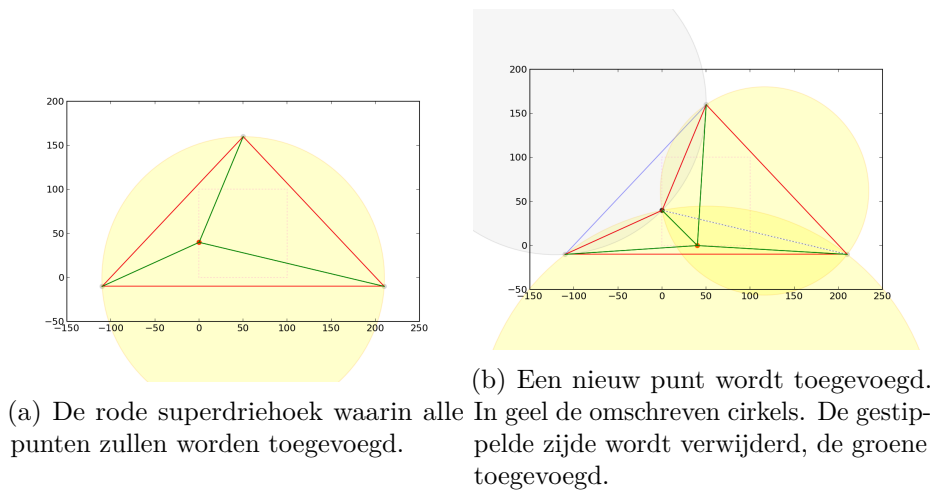 200
150
100
50
0
−50
−150 −100 −50 0 50 100 150 200 250
(a) De rode superdriehoek waarin alle
punten zullen worden toegevoegd.
200
150
100
50
0
−50
−150 −100 −50 0 50 100 150 200 250
(b) Een nieuw punt wordt toegevoegd.
In geel de omschreven cirkels. De gestip-
pelde zijde wordt verwijderd, de groene
toegevoegd.